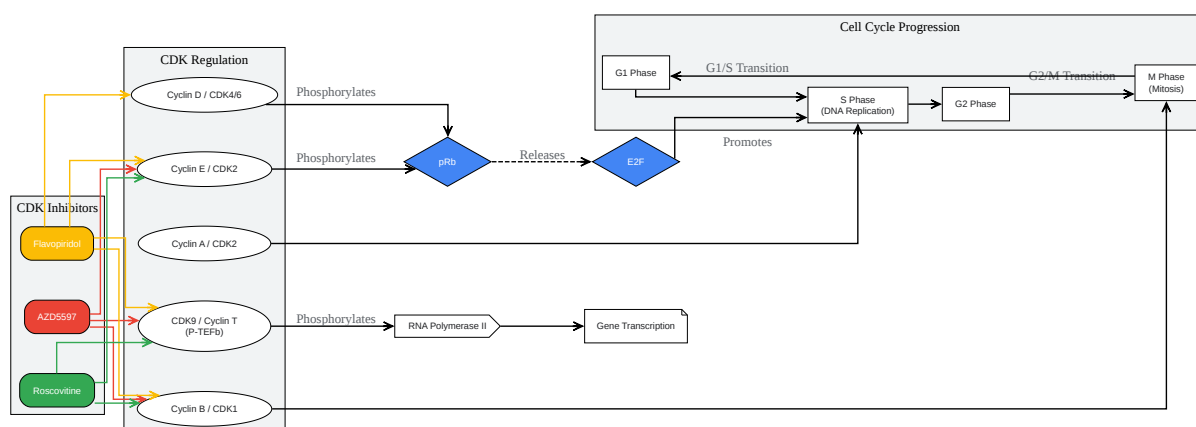 Cell Cycle Progression
CDK Regulation
G1 Phase
G1/S Transition
G2/M Transition
M Phase
(Mitosis)
Cyclin D / CDK4/6
Phosphorylates
S Phase
(DNA Replication)
G2 Phase
Cyclin E / CDK2
Phosphorylates
pRb
Releases
E2F
Promotes
CDK Inhibitors
Flavopiridol
Cyclin A / CDK2
AZD5597
CDK9 / Cyclin T
(P-TEFb)
Phosphorylates
RNA Polymerase II
Gene Transcription
Roscovitine
Cyclin B / CDK1